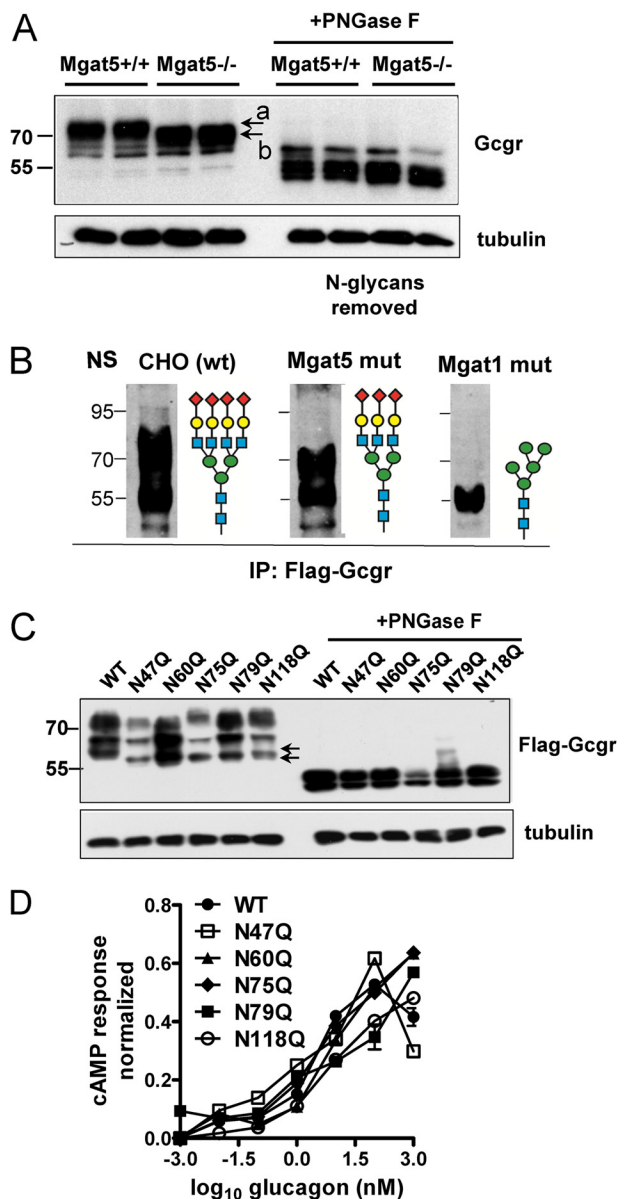 A
+PNGase F
Mgat5+/+ Mgat5-/- Mgat5+/+ Mgat5-/-
a
70
b
Gcgr
55
tubulin
N-glycans
removed
B
NS CHO (wt) Mgat5 mut Mgat1 mut
95
70
55
IP: Flag-Gcgr
C
+PNGase F
WT N47Q N60Q N75Q N79Q N118Q WT N47Q N60Q N75Q N79Q N118Q
70
Flag-Gcgr
55
tubulin
D
0.8
WT
N47Q
0.6
N60Q
N75Q
0.4
N79Q
N118Q
0.2
0.0
cAMP response
normalized
-3.0 -1.5 0.0 1.5 3.0
log10 glucagon (nM)